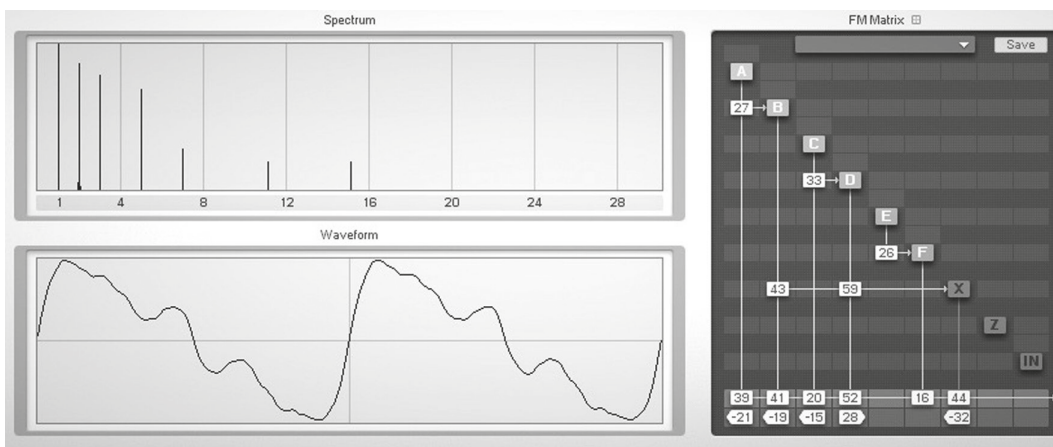 Spectrum
1 4 8 12 16 20 24 28
Waveform
FM Matrix
Save
A
27 B
C
33 D
E
26 F
43 59 X
Z
IN
39 41 20 52 16 44
-21 -19 -15 28 -32